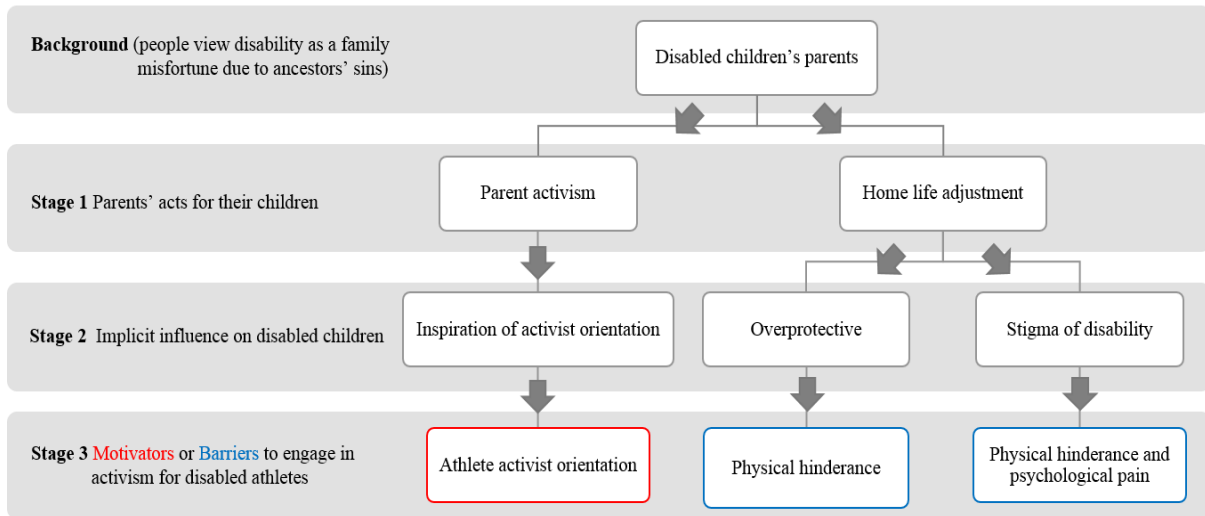 Background (people view disability as a family
misfortune due to ancestors’ sins)
Disabled children’s parents
Stage 1 Parents’ acts for their children
Parent activism
Home life adjustment
Stage 2 Implicit influence on disabled children
Inspiration of activist orientation
Overprotective
Stigma of disability
Stage 3 Motivators or Barriers to engage in
activism for disabled athletes
Athlete activist orientation
Physical hinderance
Physical hinderance and
psychological pain